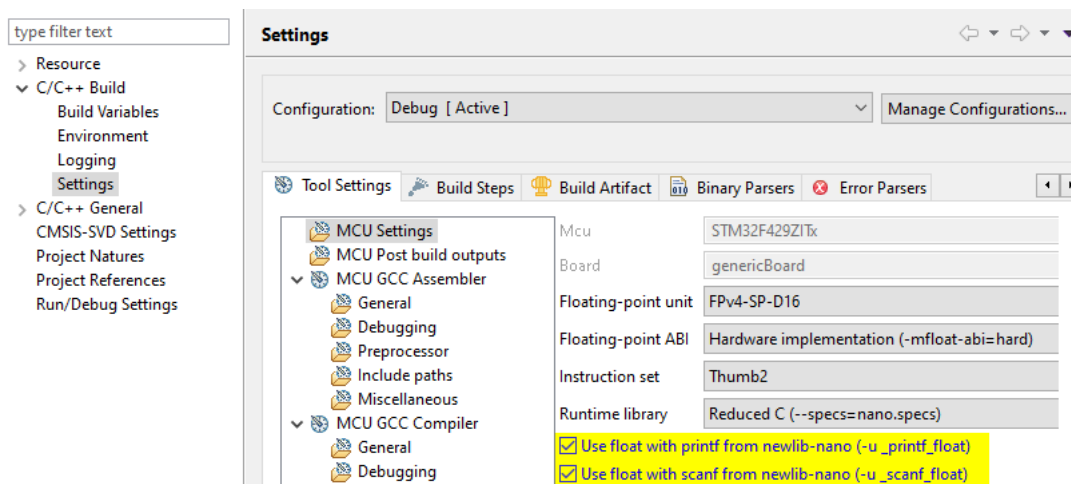 type filter text
Resource
C/C++ Build
Build Variables
Environment
Logging
Settings
C/C++ General
CMSIS-SVD Settings
Project Natures
Project References
Run/Debug Settings
Settings
Configuration: Debug [ Active ] Manage Configurations...
Tool Settings Build Steps Build Artifact Binary Parsers Error Parsers
MCU Settings
MCU Post build outputs
MCU GCC Assembler
General
Debugging
Preprocessor
Include paths
Miscellaneous
MCU GCC Compiler
General
Debugging
Mcu STM32F429ZITx
Board genericBoard
Floating-point unit FPv4-SP-D16
Floating-point ABI Hardware implementation (-mfloat-abi=hard)
Instruction set Thumb2
Runtime library Reduced C (--specs=nano.specs)
Use float with printf from newlib-nano (-u _printf_float)
Use float with scanf from newlib-nano (-u _scanf_float)